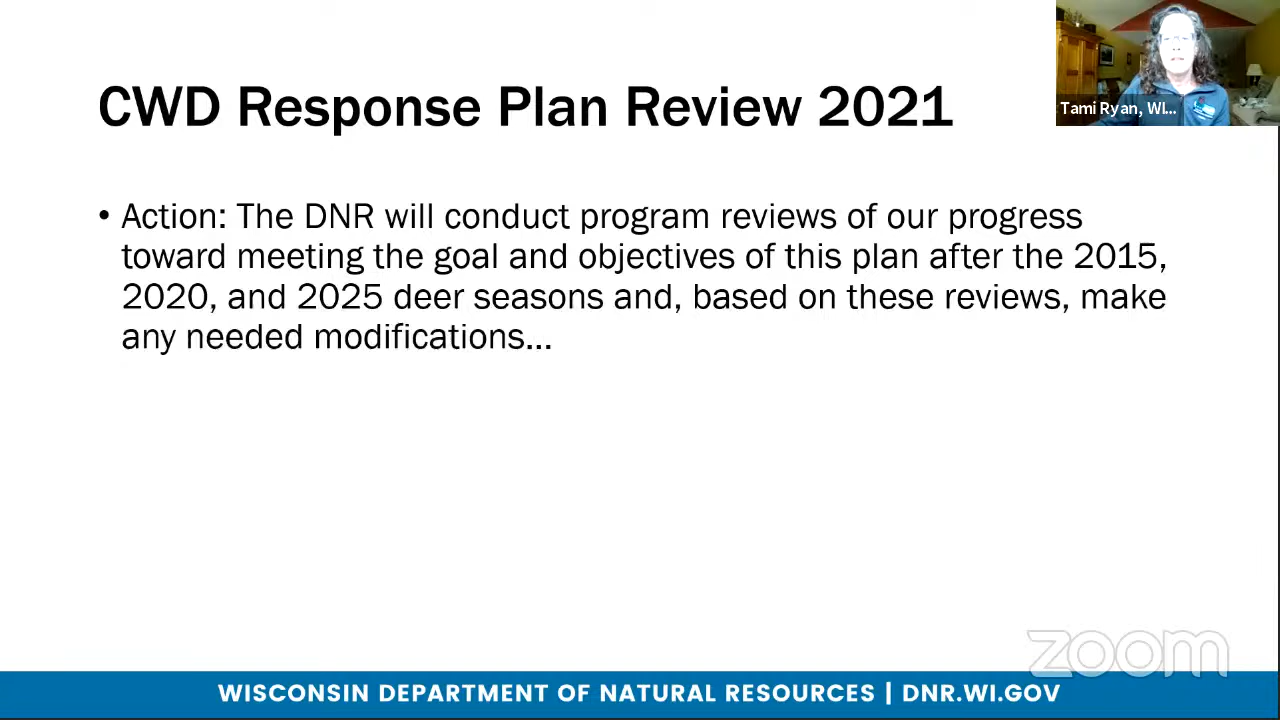 CWD Response Plan Review 2021
Tami Ryan, WI...
• Action: The DNR will conduct program reviews of our progress
toward meeting the goal and objectives of this plan after the 2015,
2020, and 2025 deer seasons and, based on these reviews, make
any needed modifications...
zoom
WISCONSIN DEPARTMENT OF NATURAL RESOURCES | DNR.WI.GOV